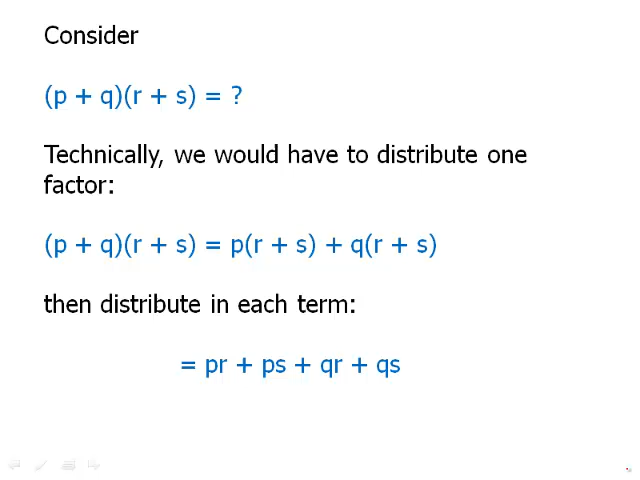 Consider
(p + q)(r + s) = ?
Technically, we would have to distribute one
factor:
(p + q)(r + s) = p(r + s) + q(r + s)
then distribute in each term:
= pr + ps + qr + qs